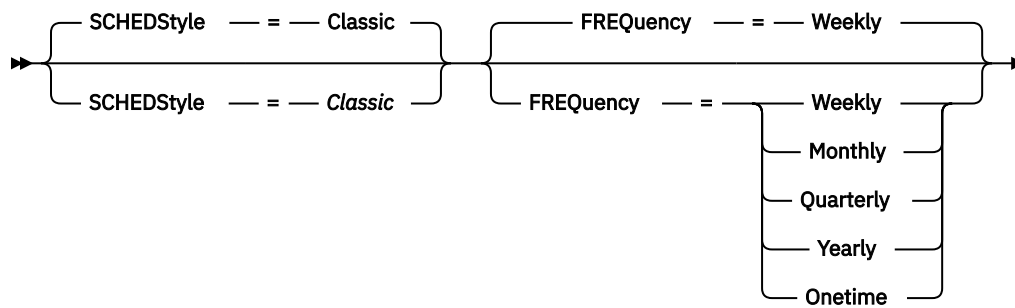 SCHEDStyle = Classic FREQuency = Weekly
SCHEDStyle = Classic FREQuency = Weekly
Monthly
Quarterly
Yearly
Onetime